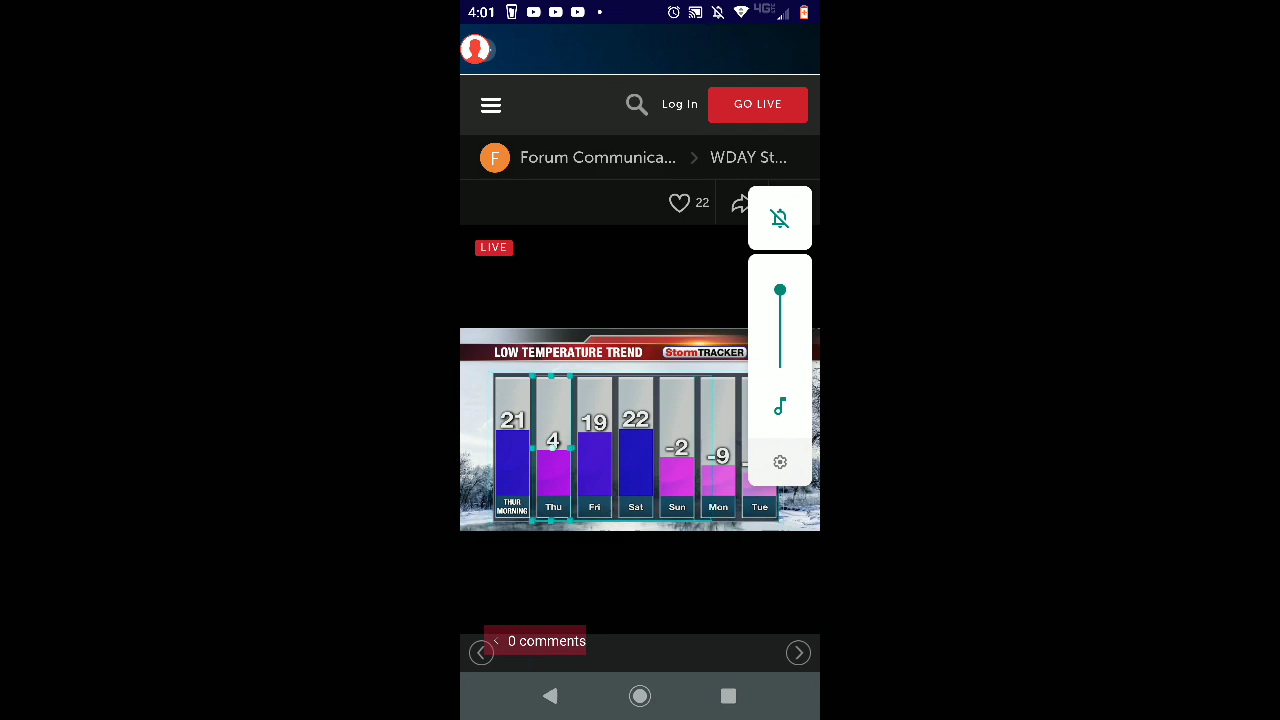 4:01
4G
Log In
GO LIVE
F
Forum Communica...
WDAY St...
22
LIVE
LOW TEMPERATURE TREND
StormTRACKER
21
4
19
22
-2
-9
-
THUR MORNING
Thu
Fri
Sat
Sun
Mon
Tue
0 comments